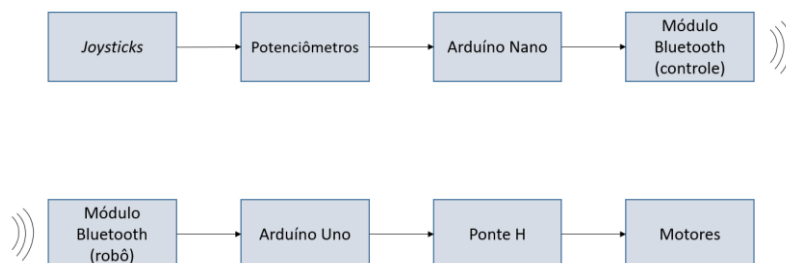 Joysticks
Potenciômetros
Arduíno Nano
Módulo
Bluetooth
(controle)
Módulo
Bluetooth
(robô)
Arduíno Uno
Ponte H
Motores